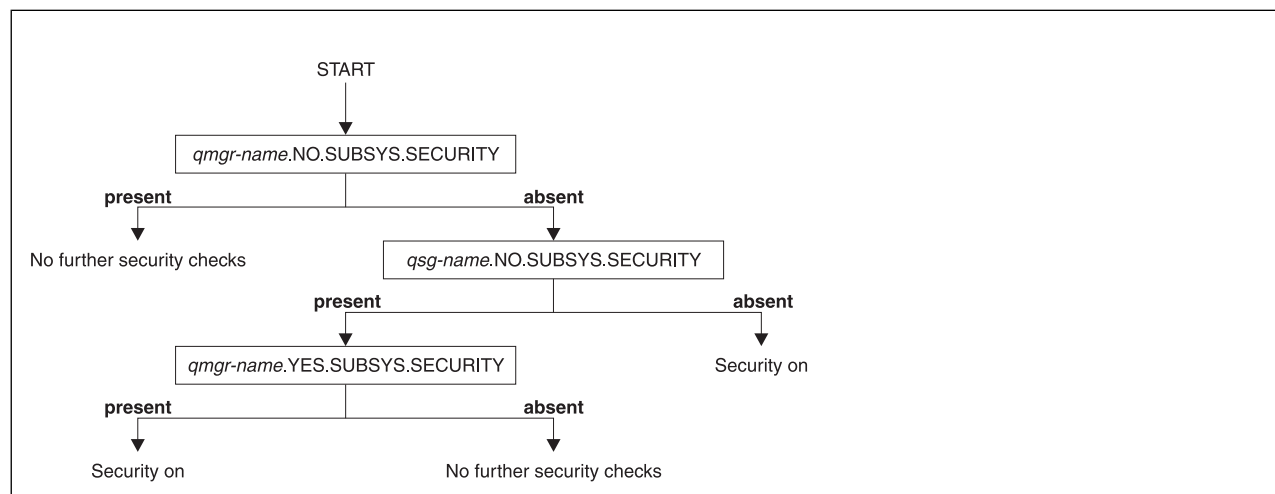 START
qmgr-name.NO.SUBSYS.SECURITY
present
absent
No further security checks
qsg-name.NO.SUBSYS.SECURITY
present
absent
qmgr-name.YES.SUBSYS.SECURITY
Security on
present
absent
Security on
No further security checks